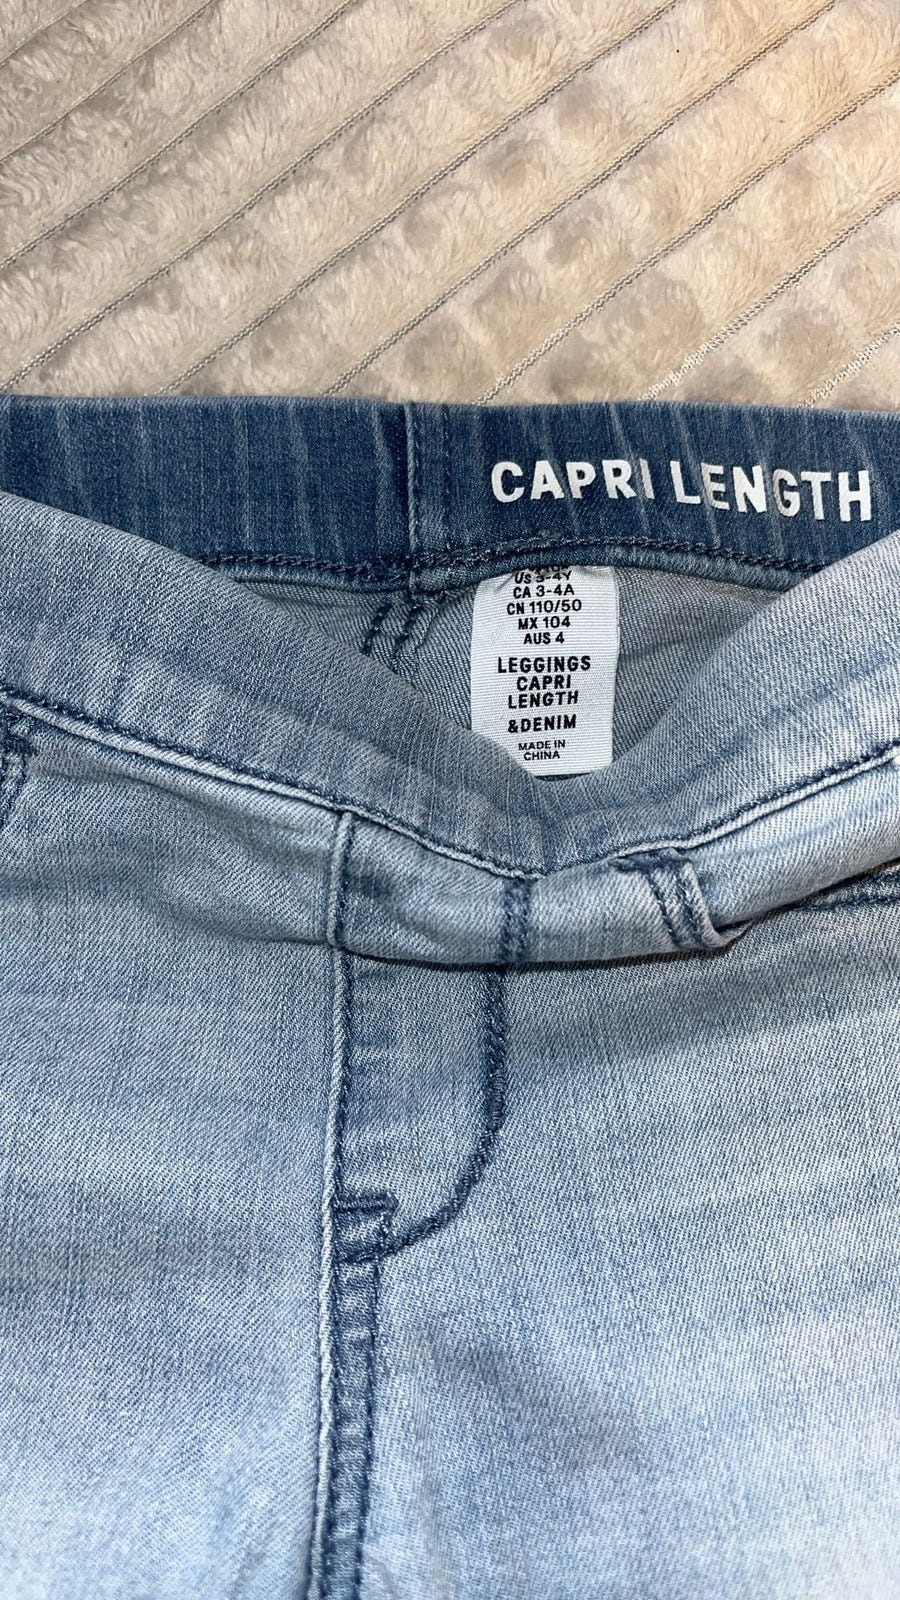 CAPRI LENGTH
US 3-4Y
CA 3-4A
CN 110/50
MX 104
AUS 4
LEGGINGS
CAPRI
LENGTH
&DENIM
MADE IN
CHINA